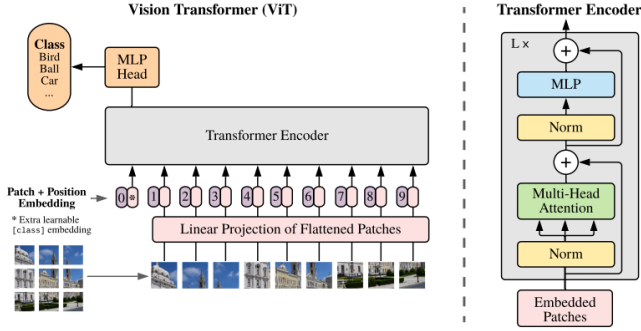 Vision Transformer (ViT)
Class
Bird
Ball
Car
...
MLP
Head
Transformer Encoder
Patch + Position
Embedding
0 * 1 2 3 4 5 6 7 8 9
* Extra learnable
[class] embedding
Linear Projection of Flattened Patches
Transformer Encoder
L x
+
MLP
Norm
+
Multi-Head
Attention
Norm
Embedded
Patches